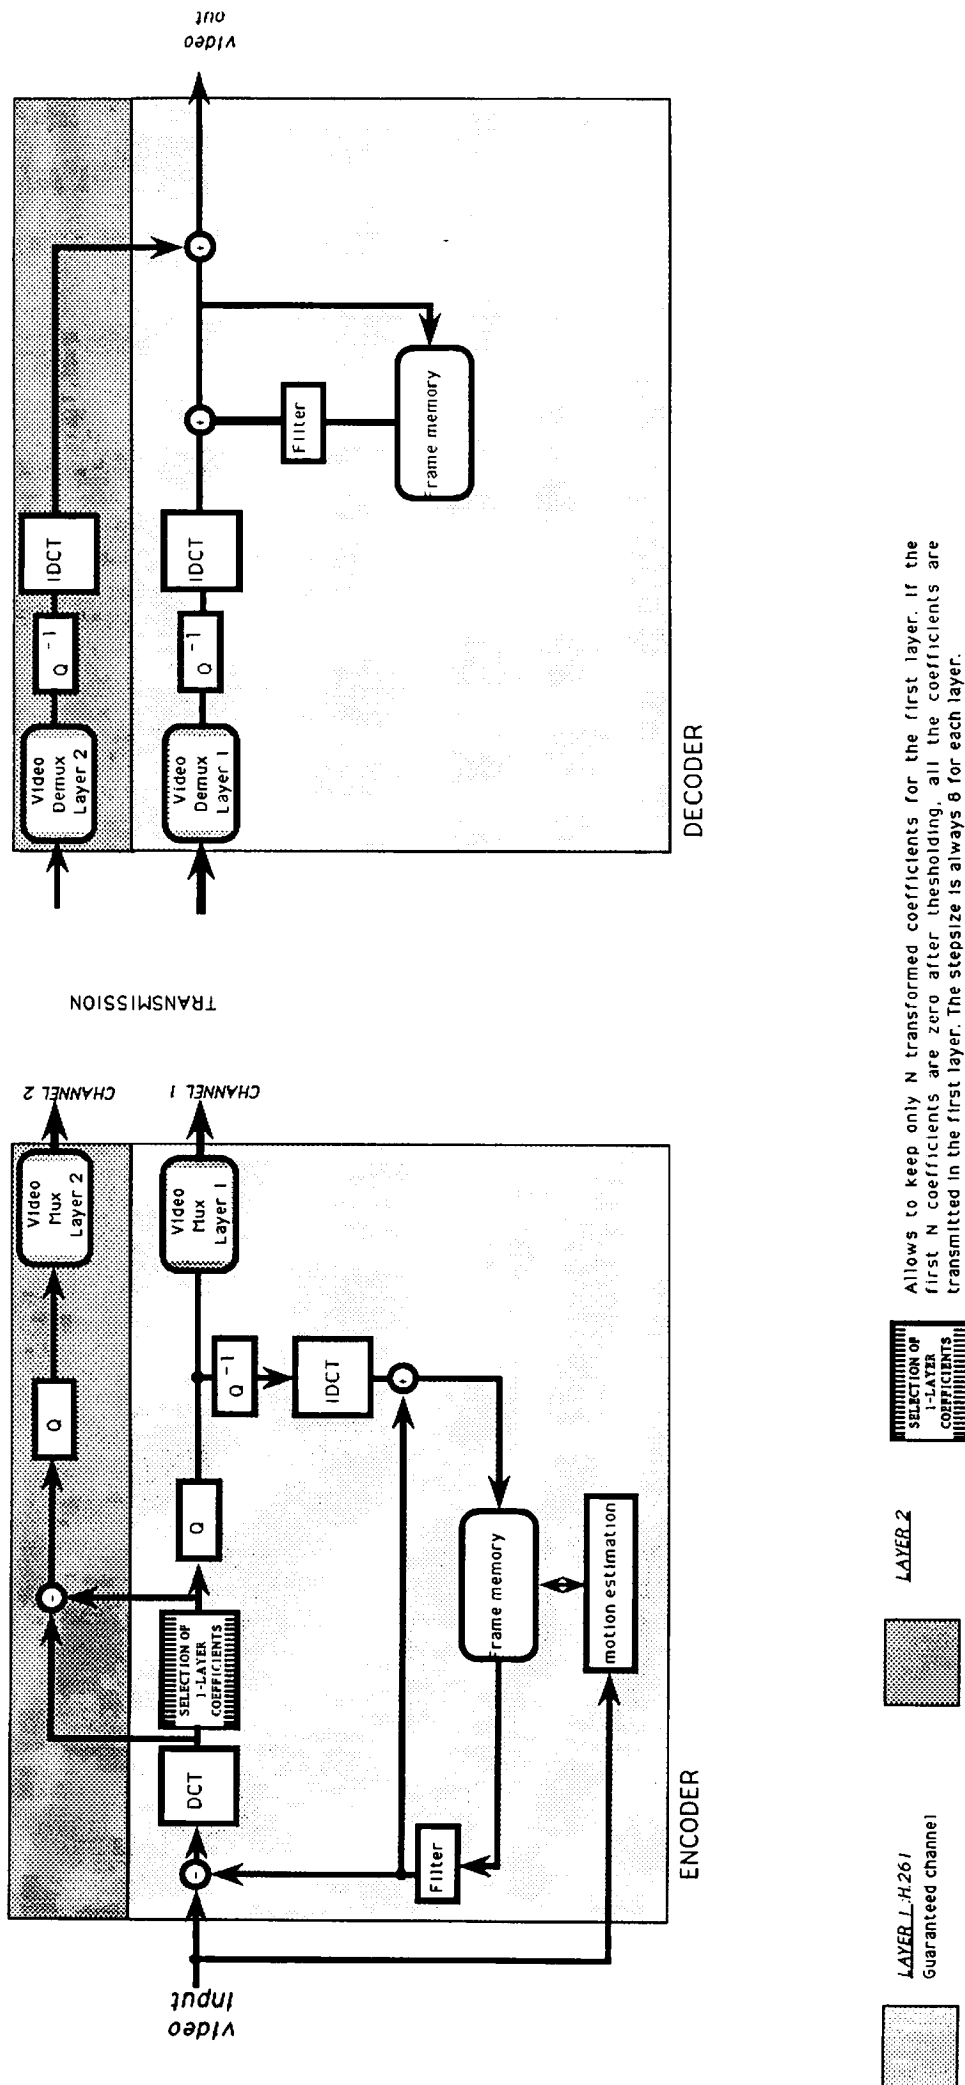 video
Input
DCT
SELECTION OF
1-LAYER
COEFFICIENTS
Q
Q
Q -1
IDCT
Filter
Frame memory
motion estimation
Video
Mux
Layer 2
Video
Mux
Layer 1
CHANNEL 2
CHANNEL 1
ENCODER
TRANSMISSION
Video
Demux
Layer 2
Q -1
IDCT
Video
Demux
Layer 1
Q -1
IDCT
Filter
Frame memory
video
out
DECODER
LAYER 1 :H.261
Guaranteed channel
LAYER 2
SELECTION OF
1-LAYER
COEFFICIENTS
Allows to keep only N transformed coefficients for the first layer. If the
first N coefficients are zero after thesholding, all the coefficients are
transmitted in the first layer. The stepsize is always 8 for each layer.